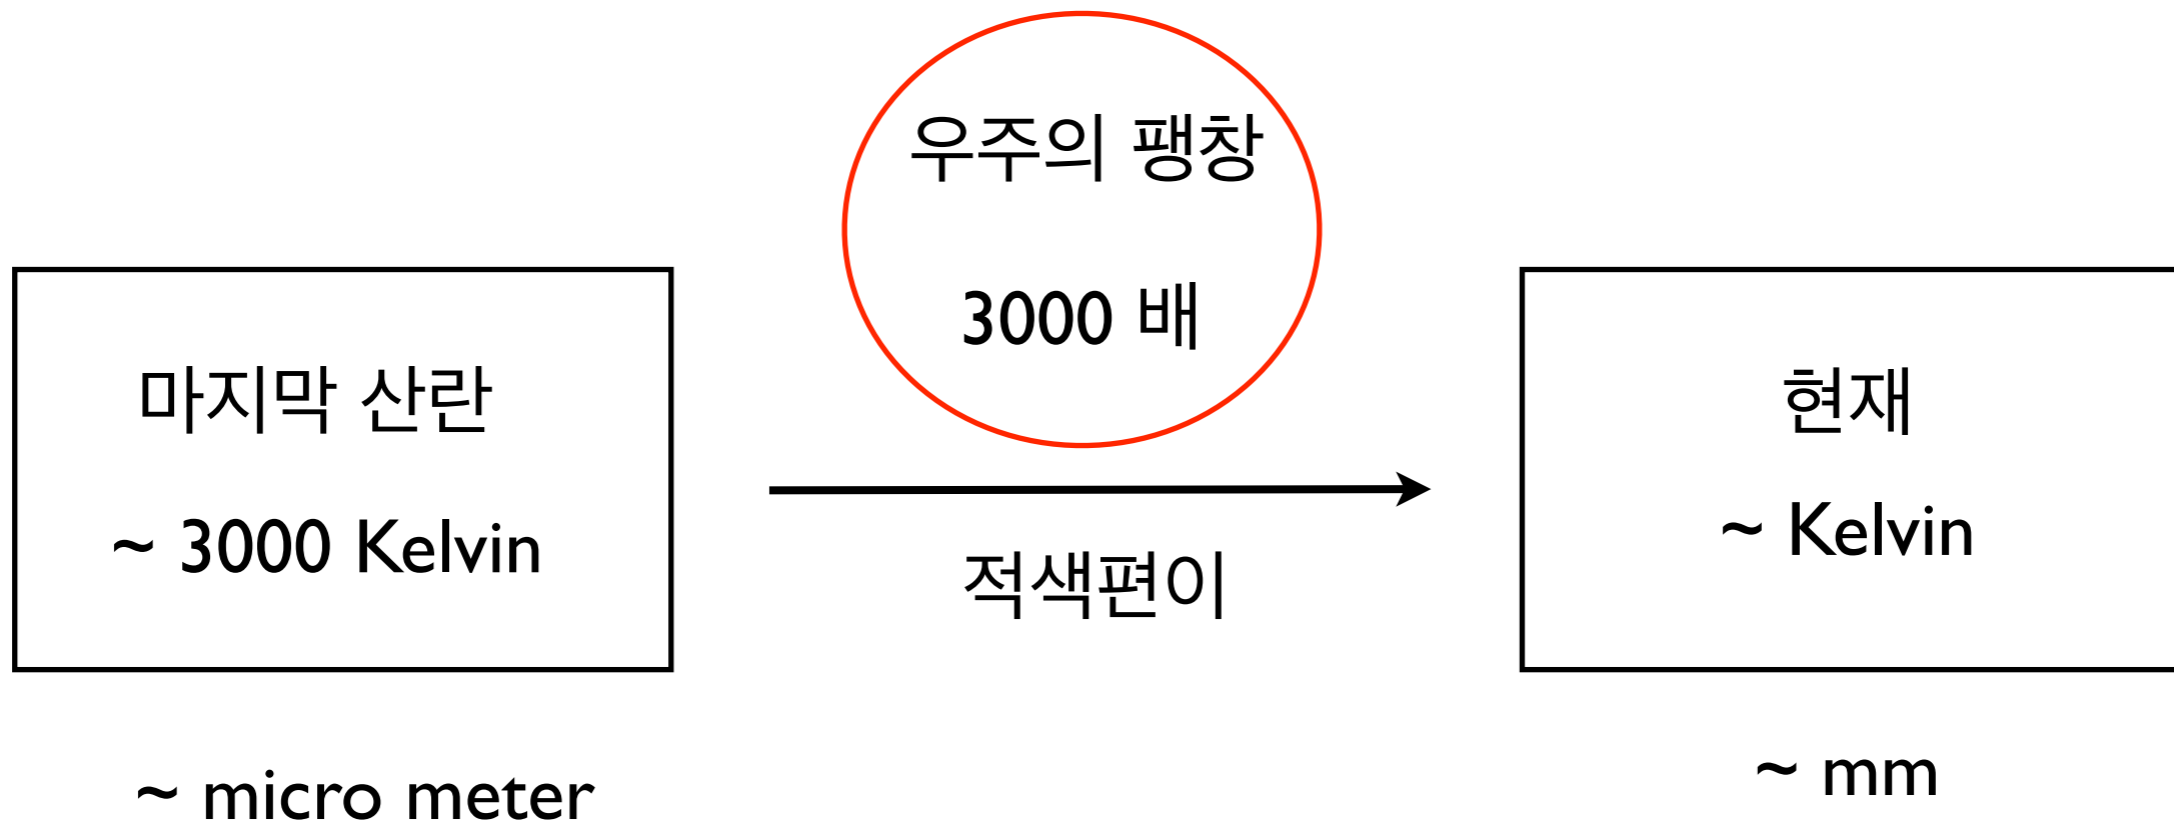 우주의 팽창
3000 배
마지막 산란
~ 3000 Kelvin
적색편이
현재
~ Kelvin
~ micro meter
~ mm